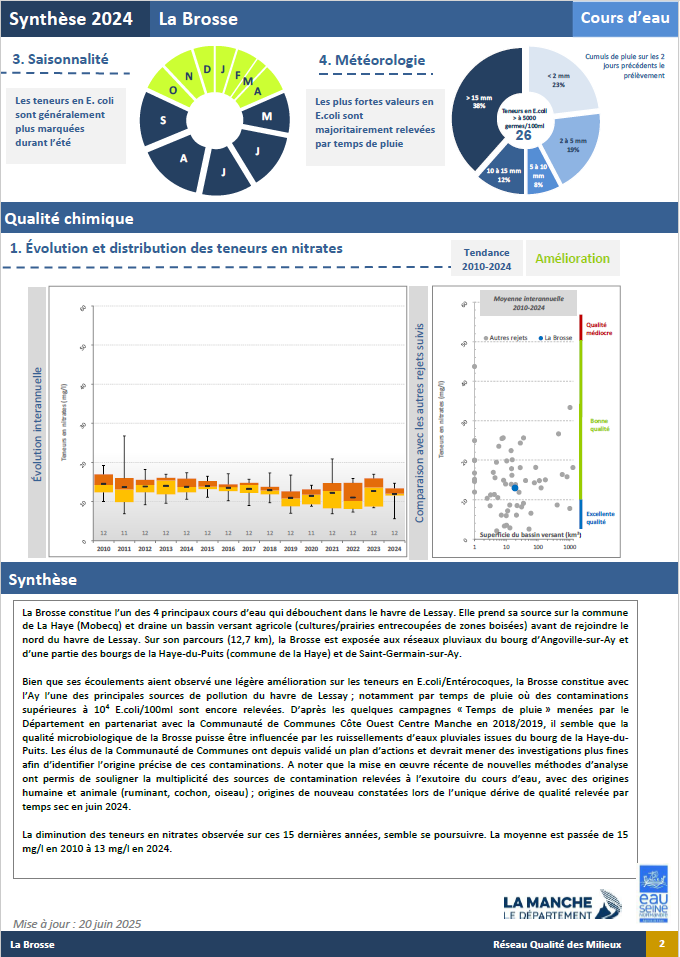 Synthèse 2024
La Brosse
Cours d'eau
3. Saisonnalité
Les teneurs en E. coli
sont généralement
plus marquées
durant l'été
J
F
M
A
M
J
J
A
S
O
N
D
4. Météorologie
Les plus fortes valeurs en
E.coli sont
majoritairement relevées
par temps de pluie
Cumuls de pluie sur les 2
jours précédents le
prélèvement
Teneurs en E.coli
> à 5000
germes/100ml
26
< 2 mm
23%
2 à 5 mm
19%
5 à 10
mm
8%
10 à 15 mm
12%
> 15 mm
38%
Qualité chimique
1. Évolution et distribution des teneurs en nitrates
Tendance
2010-2024
Amélioration
Évolution interannuelle
Teneurs en nitrates (mg/l)
60
50
40
30
20
10
0
12 12 12 12 12 12 12 12 12 12 12 12 12 12 12
2010 2011 2012 2013 2014 2015 2016 2017 2018 2019 2020 2021 2022 2023 2024
Comparaison avec les autres rejets suivis
Moyenne interannuelle
2010-2024
Autres rejets
La Brosse
Teneurs en nitrates (mg/l)
60
50
40
30
20
10
0
Superficie du bassin versant (km²)
1 10 100 1000
Qualité
médiocre
Bonne
qualité
Excellente
qualité
Synthèse
La Brosse constitue l'un des 4 principaux cours d'eau qui débouchent dans le havre de Lessay. Elle prend sa source sur la commune
de La Haye (Mobecq) et draine un bassin versant agricole (cultures/prairies entrecoupées de zones boisées) avant de rejoindre le
nord du havre de Lessay. Sur son parcours (12,7 km), la Brosse est exposée aux réseaux pluviaux du bourg d'Angoville-sur-Ay et
d'une partie des bourgs de la Haye-du-Puits (commune de la Haye) et de Saint-Germain-sur-Ay.
Bien que ses écoulements aient observé une légère amélioration sur les teneurs en E.coli/Entérocoques, la Brosse constitue avec
l'Ay l'une des principales sources de pollution du havre de Lessay ; notamment par temps de pluie où des contaminations
supérieures à 10⁴ E.coli/100ml sont encore relevées. D'après les quelques campagnes « Temps de pluie » menées par le
Département en partenariat avec la Communauté de Communes Côte Ouest Centre Manche en 2018/2019, il semble que la
qualité microbiologique de la Brosse puisse être influencée par les ruissellements d'eau pluviales issues du bourg de la Haye-du-
Puits. Les élus de la Communauté de Communes ont depuis validé un plan d'actions et devrait mener des investigations plus fines
afin d'identifier l'origine précise de ces contaminations. A noter que la mise en œuvre récente de nouvelles méthodes d'analyse
ont permis de souligner la multiplicité des sources de contamination relevées à l'exutoire du cours d'eau, avec des origines
humaine et animale (ruminant, cochon, oiseau) ; origines de nouveau constatées lors de l'unique dérive de qualité relevée par
temps sec en juin 2024.
La diminution des teneurs en nitrates observée sur ces 15 dernières années, semble se poursuivre. La moyenne est passée de 15
mg/l en 2010 à 13 mg/l en 2024.
LA MANCHE
LE DÉPARTEMENT
eau
seine
Mise à jour : 20 juin 2025
La Brosse
Réseau Qualité des Milieux
2